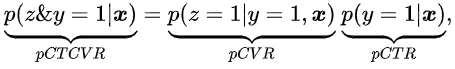 p(z&y = 1|x) = p(z = 1|y = 1, x) p(y = 1|x),
pCTCVR pCVR pCTR